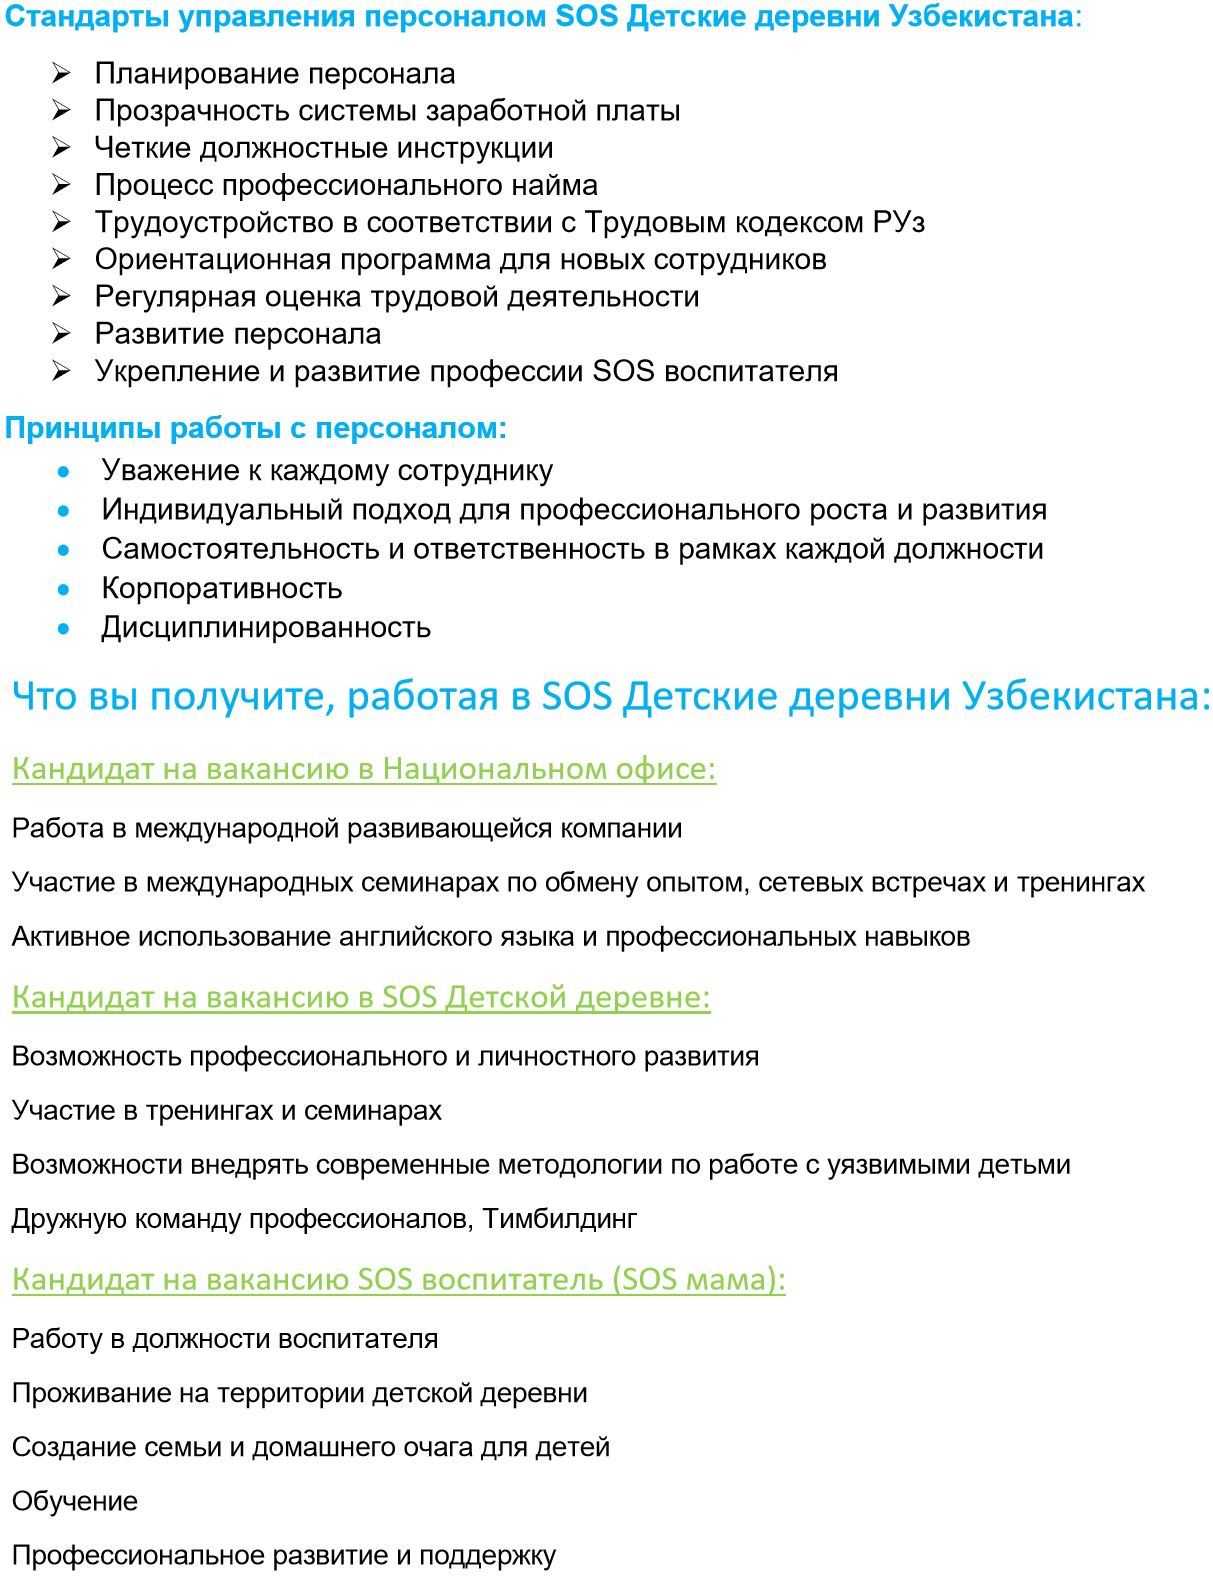 Стандарты управления персоналом SOS Детские деревни Узбекистана:
➢ Планирование персонала
➢ Прозрачность системы заработной платы
➢ Четкие должностные инструкции
➢ Процесс профессионального найма
➢ Трудоустройство в соответствии с Трудовым кодексом РУз
➢ Ориентационная программа для новых сотрудников
➢ Регулярная оценка трудовой деятельности
➢ Развитие персонала
➢ Укрепление и развитие профессии SOS воспитателя
Принципы работы с персоналом:
• Уважение к каждому сотруднику
• Индивидуальный подход для профессионального роста и развития
• Самостоятельность и ответственность в рамках каждой должности
• Корпоративность
• Дисциплинированность
Что вы получите, работая в SOS Детские деревни Узбекистана:
Кандидат на вакансию в Национальном офисе:
Работа в международной развивающейся компании
Участие в международных семинарах по обмену опытом, сетевых встречах и тренингах
Активное использование английского языка и профессиональных навыков
Кандидат на вакансию в SOS Детской деревне:
Возможность профессионального и личностного развития
Участие в тренингах и семинарах
Возможности внедрять современные методологии по работе с уязвимыми детьми
Дружную команду профессионалов, Тимбилдинг
Кандидат на вакансию SOS воспитатель (SOS мама):
Работу в должности воспитателя
Проживание на территории детской деревни
Создание семьи и домашнего очага для детей
Обучение
Профессиональное развитие и поддержку